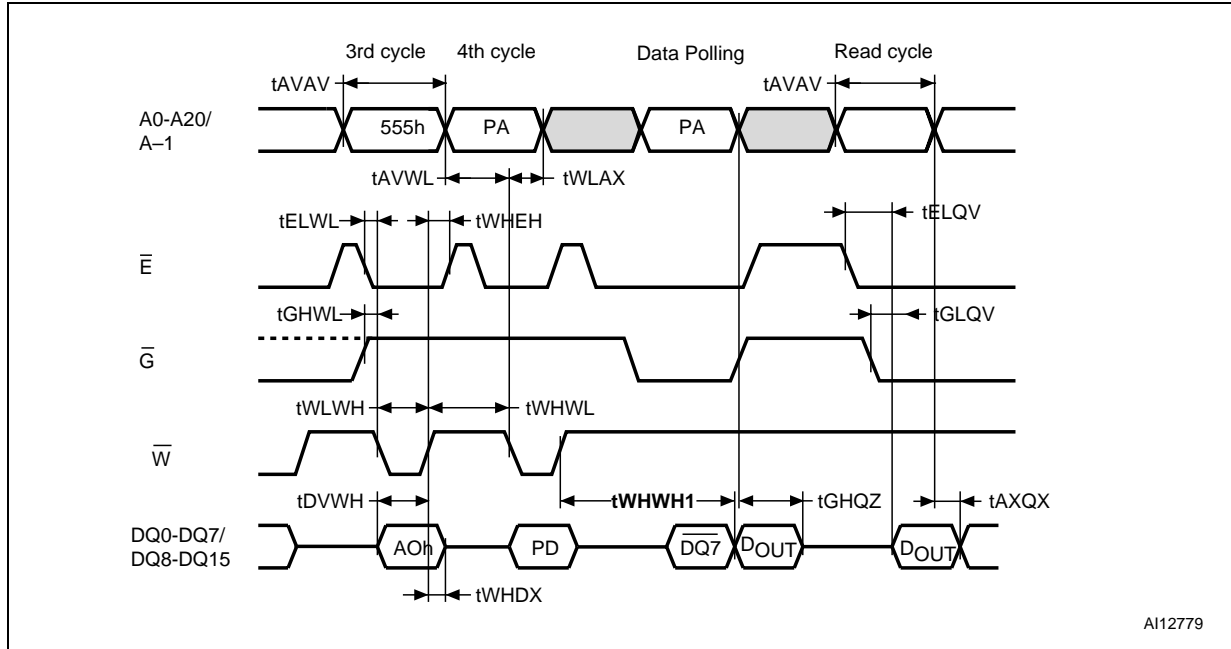 3rd cycle 4th cycle Data Polling Read cycle
tAVAV tAVAV
A0-A20/
A–1
555h PA PA
tAVWL tWLAX
tELWL tWHEH tELQV
E
tGHWL tGLQV
G
tWLWH tWHWL
W
tDVWH tWHWH1 tGHQZ tAXQX
DQ0-DQ7/
DQ8-DQ15
AOh PD DQ7 DOUT DOUT
tWHDX
AI12779